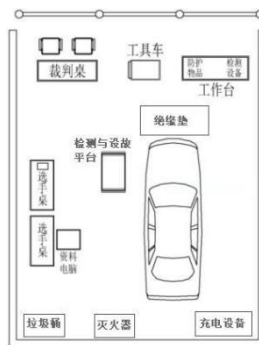 工具车
裁判桌
防护 检测
物品 设备
工作台
绝缘垫
检测与设故
平台
选手桌
选手桌
资料
电脑
垃圾桶
灭火器
充电设备